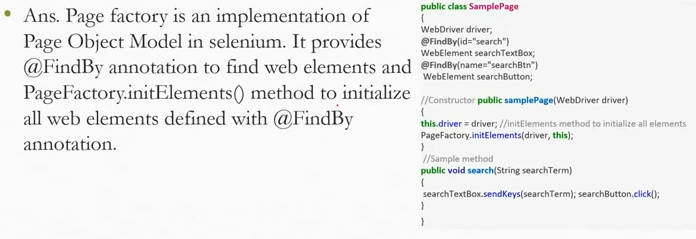 Ans. Page factory is an implementation of
Page Object Model in selenium. It provides
@FindBy annotation to find web elements and
PageFactory.initElements() method to initialize
all web elements defined with @FindBy
annotation.
public class SamplePage
{
WebDriver driver;
@FindBy(id="search")
WebElement searchTextBox;
@FindBy(name="searchBtn")
WebElement searchButton;
//Constructor public samplePage(WebDriver driver)
{
this.driver = driver; //initElements method to initialize all elements
PageFactory.initElements(driver, this);
}
//Sample method
public void search(String searchTerm)
{
searchTextBox.sendKeys(searchTerm); searchButton.click();
}
}